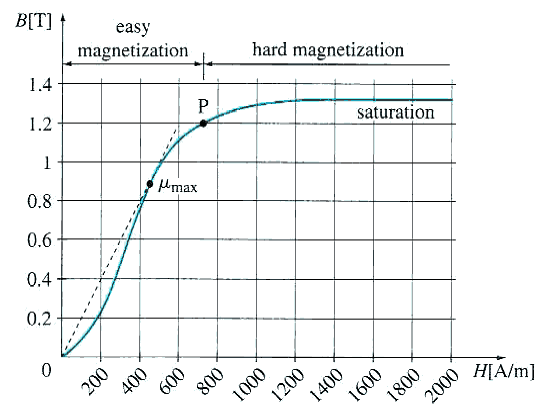 B[T]
easy
magnetization
hard magnetization
1.4
P
1.2
saturation
1
μmax
0.8
0.6
0.4
0.2
0
200
400
600
800
1000
1200
1400
1600
1800
2000
H[A/m]